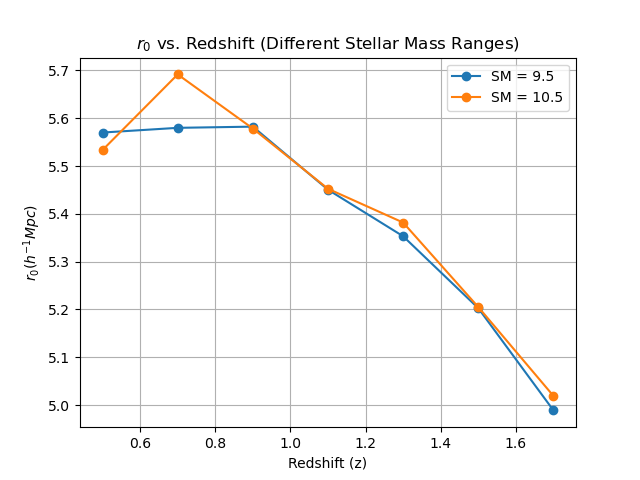 r₀ vs. Redshift (Different Stellar Mass Ranges)
SM = 9.5
SM = 10.5
5.7
5.6
5.5
5.4
5.3
5.2
5.1
5.0
r₀(h⁻¹Mpc)
0.6 0.8 1.0 1.2 1.4 1.6
Redshift (z)